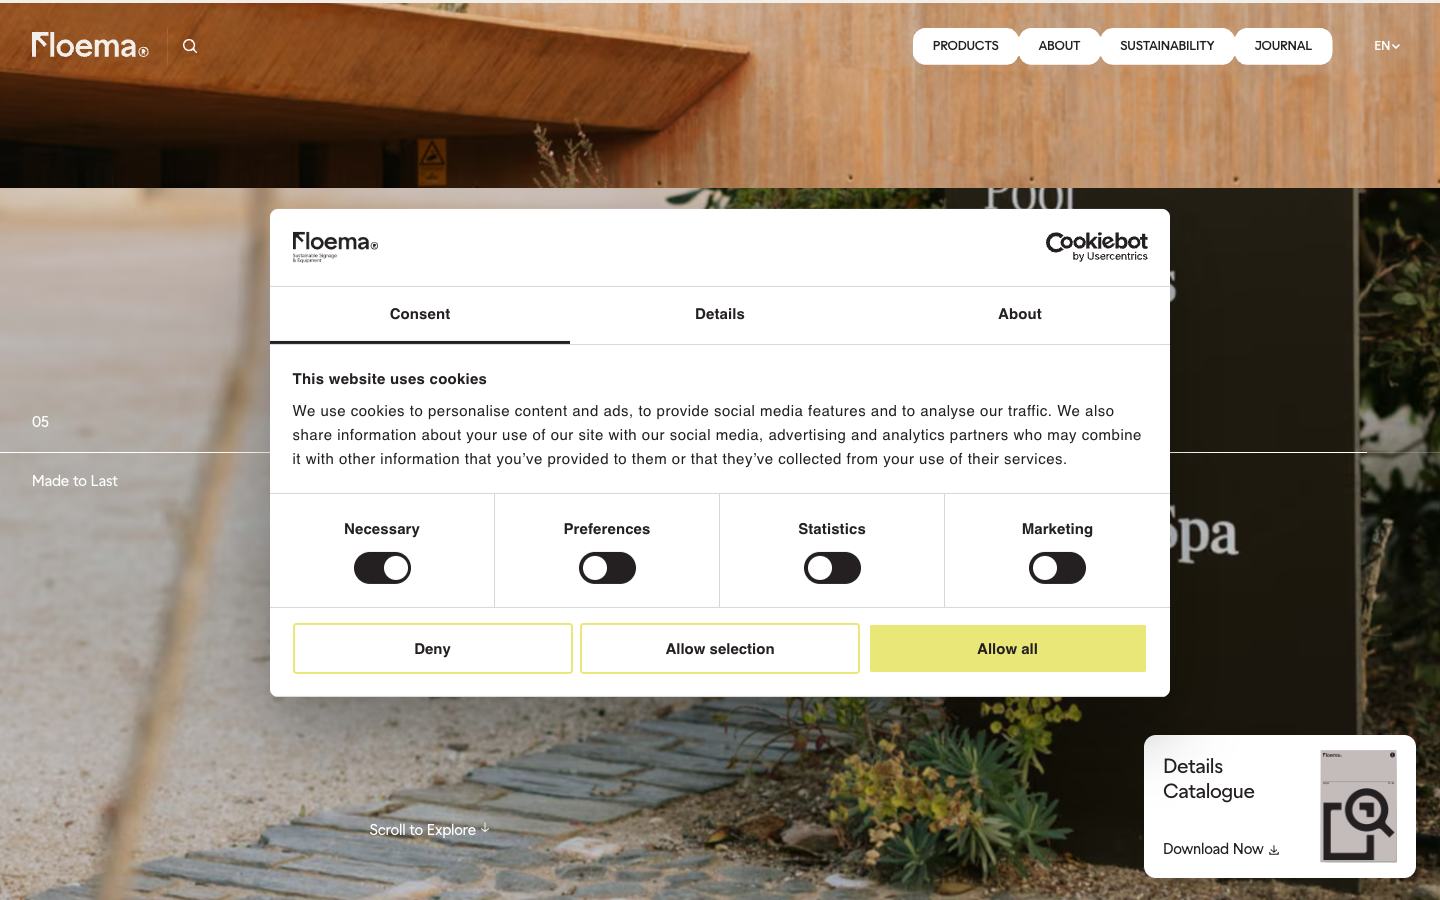 Floema®
PRODUCTS
ABOUT
SUSTAINABILITY
JOURNAL
EN
Pool
Floema®
Sustainable Signage
& Equipment
Cookiebot
by Usercentrics
Consent
Details
About
This website uses cookies
We use cookies to personalise content and ads, to provide social media features and to analyse our traffic. We also
share information about your use of our site with our social media, advertising and analytics partners who may combine
it with other information that you've provided to them or that they've collected from your use of their services.
05
Made to Last
Necessary
Preferences
Statistics
Marketing
Spa
Deny
Allow selection
Allow all
Details
Catalogue
Floema®
Download Now
Scroll to Explore